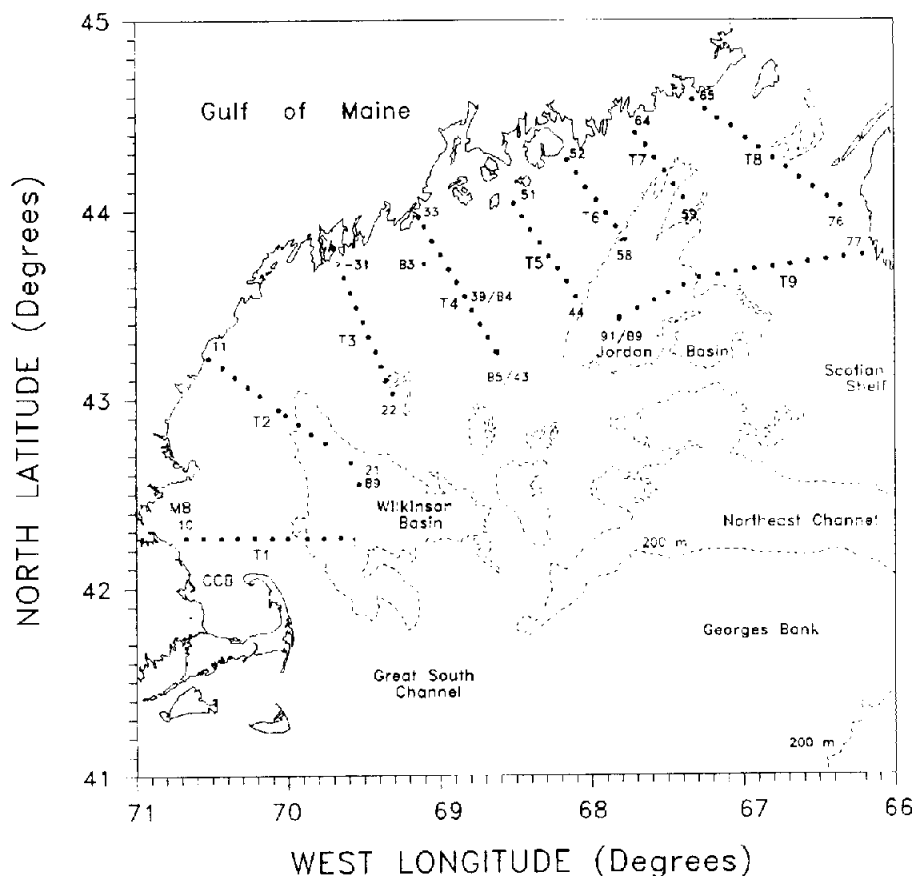 45
Gulf of Maine
65
64
52
T7
T8
51
44
33
T6
59
76
31
B3
58
77
T5
T9
39/B4
T4
44
T3
91/B9
11
Jordan Basin
B5/43
Scotian
Shelf
43
22
T2
21
B9
MB
Wilkinson
Basin
10
Northeast Channel
T1
200 m
CCB
42
Georges Bank
Great South
Channel
200 m
41
71
70
69
68
67
66
NORTH LATITUDE (Degrees)
WEST LONGITUDE (Degrees)